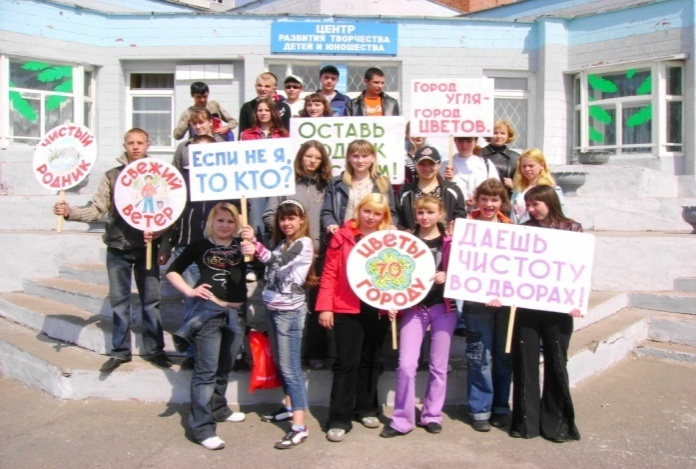 ЦЕНТР
РАЗВИТИЯ ТВОРЧЕСТВА
ДЕТЕЙ И ЮНОШЕСТВА
ГОРОД
УГЛЯ -
ГОРОД
ЦВЕТОВ.
ОСТАВЬ
ЧИСТЫЙ
РОДНИК
СВЕЖИЙ
ВЕТЕР
ЕСЛИ НЕ Я,
ТО КТО?
ЦВЕТЫ
70
ГОРОДУ
ДАЕШЬ
ЧИСТОТУ
ВО ДВОРАХ!